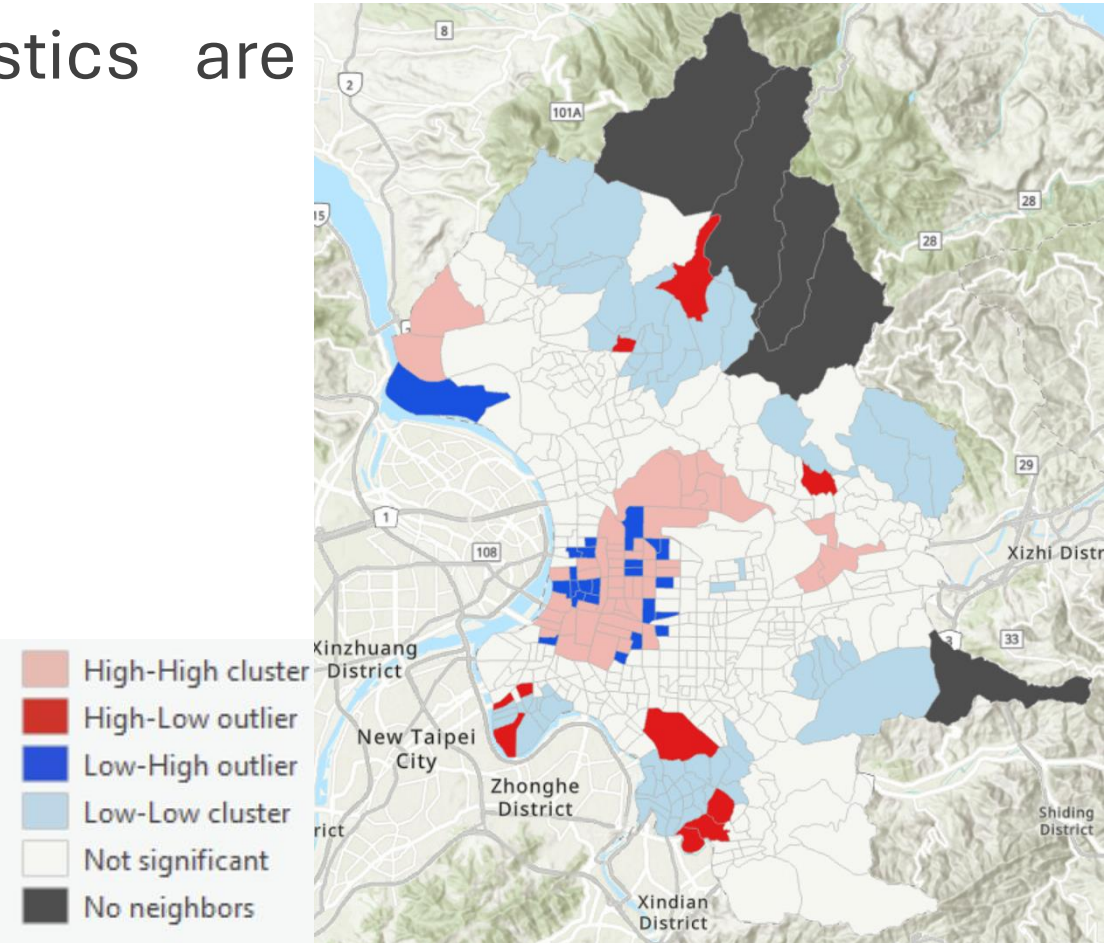 stics are
8
2
101A
15
28
28
29
1
108
Xizhi Distr
3
33
Xinzhuang
District
High-High cluster
High-Low outlier
Low-High outlier
Low-Low cluster
Not significant
No neighbors
New Taipei
City
Zhonghe
District
rict
Shiding
District
Xindian
District